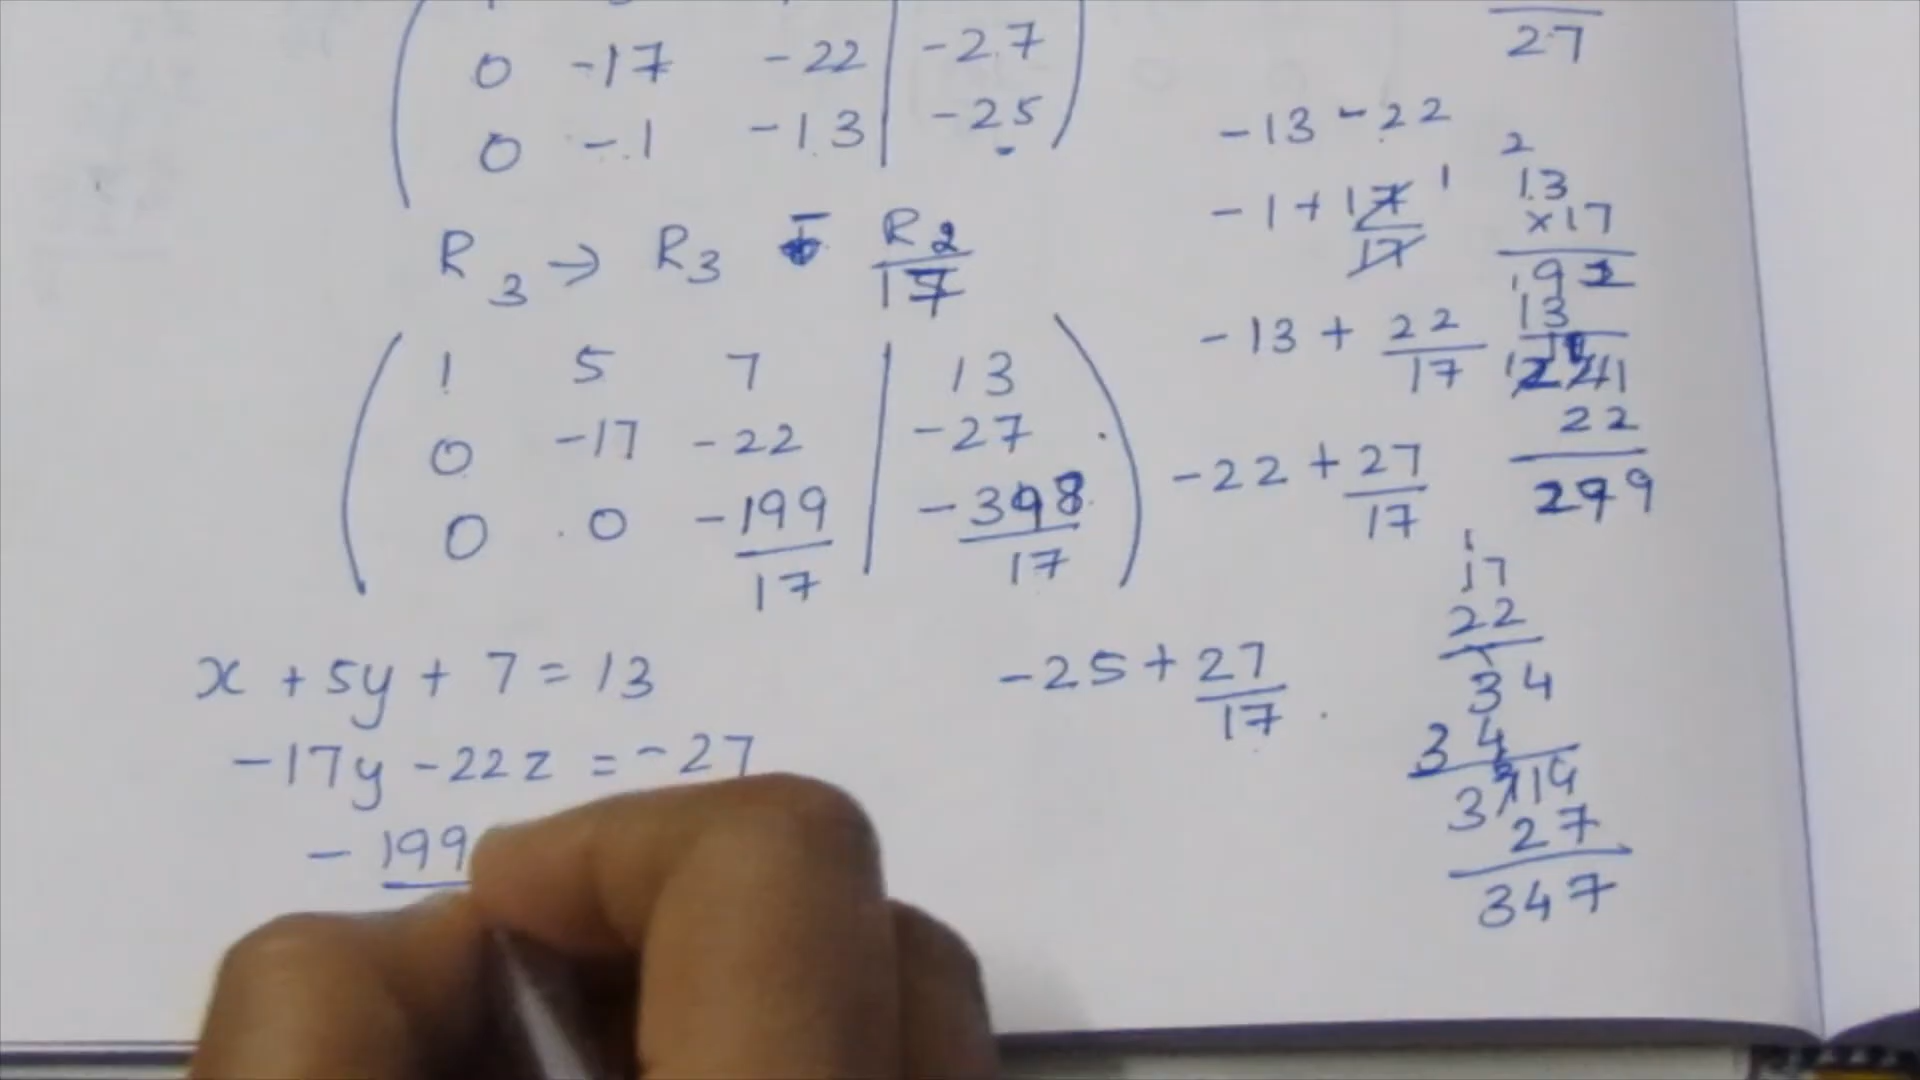 0 -17 -22 | -27
0 -1 -13 | -25
R3 → R3 - R2/17
1 5 7 | 13
0 -17 -22 | -27
0 0 -199/17 | -398/17
x + 5y + 7 = 13
-17y - 22z = -27
- 199
27
-13 - 22
-1 + 17/17 1
-13 + 22/17
-22 + 27/17
-25 + 27/17
2
13
×17
13
22
1
17
22
34
34
27
347